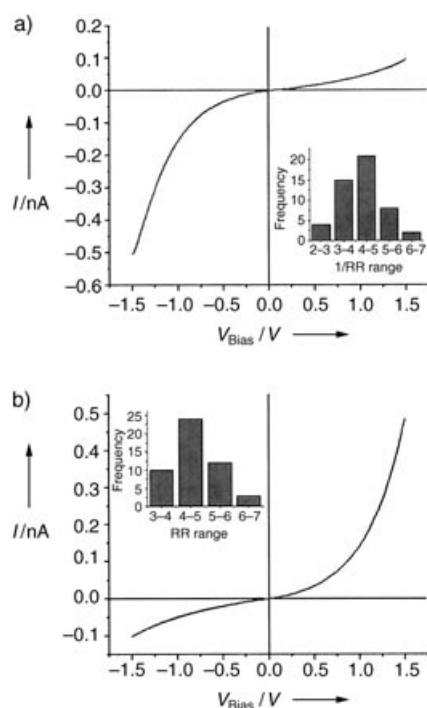 a)
0.2
0.1
0.0
−0.1
−0.2
−0.3
−0.4
−0.5
−0.6
I/nA
Frequency
20
15
10
5
0
2–3 3–4 4–5 5–6 6–7
1/RR range
−1.5 −1.0 −0.5 0.0 0.5 1.0 1.5
VBias / V
b)
0.5
0.4
0.3
0.2
0.1
0.0
−0.1
I/nA
Frequency
25
20
15
10
5
0
3–4 4–5 5–6 6–7
RR range
−1.5 −1.0 −0.5 0.0 0.5 1.0 1.5
VBias / V